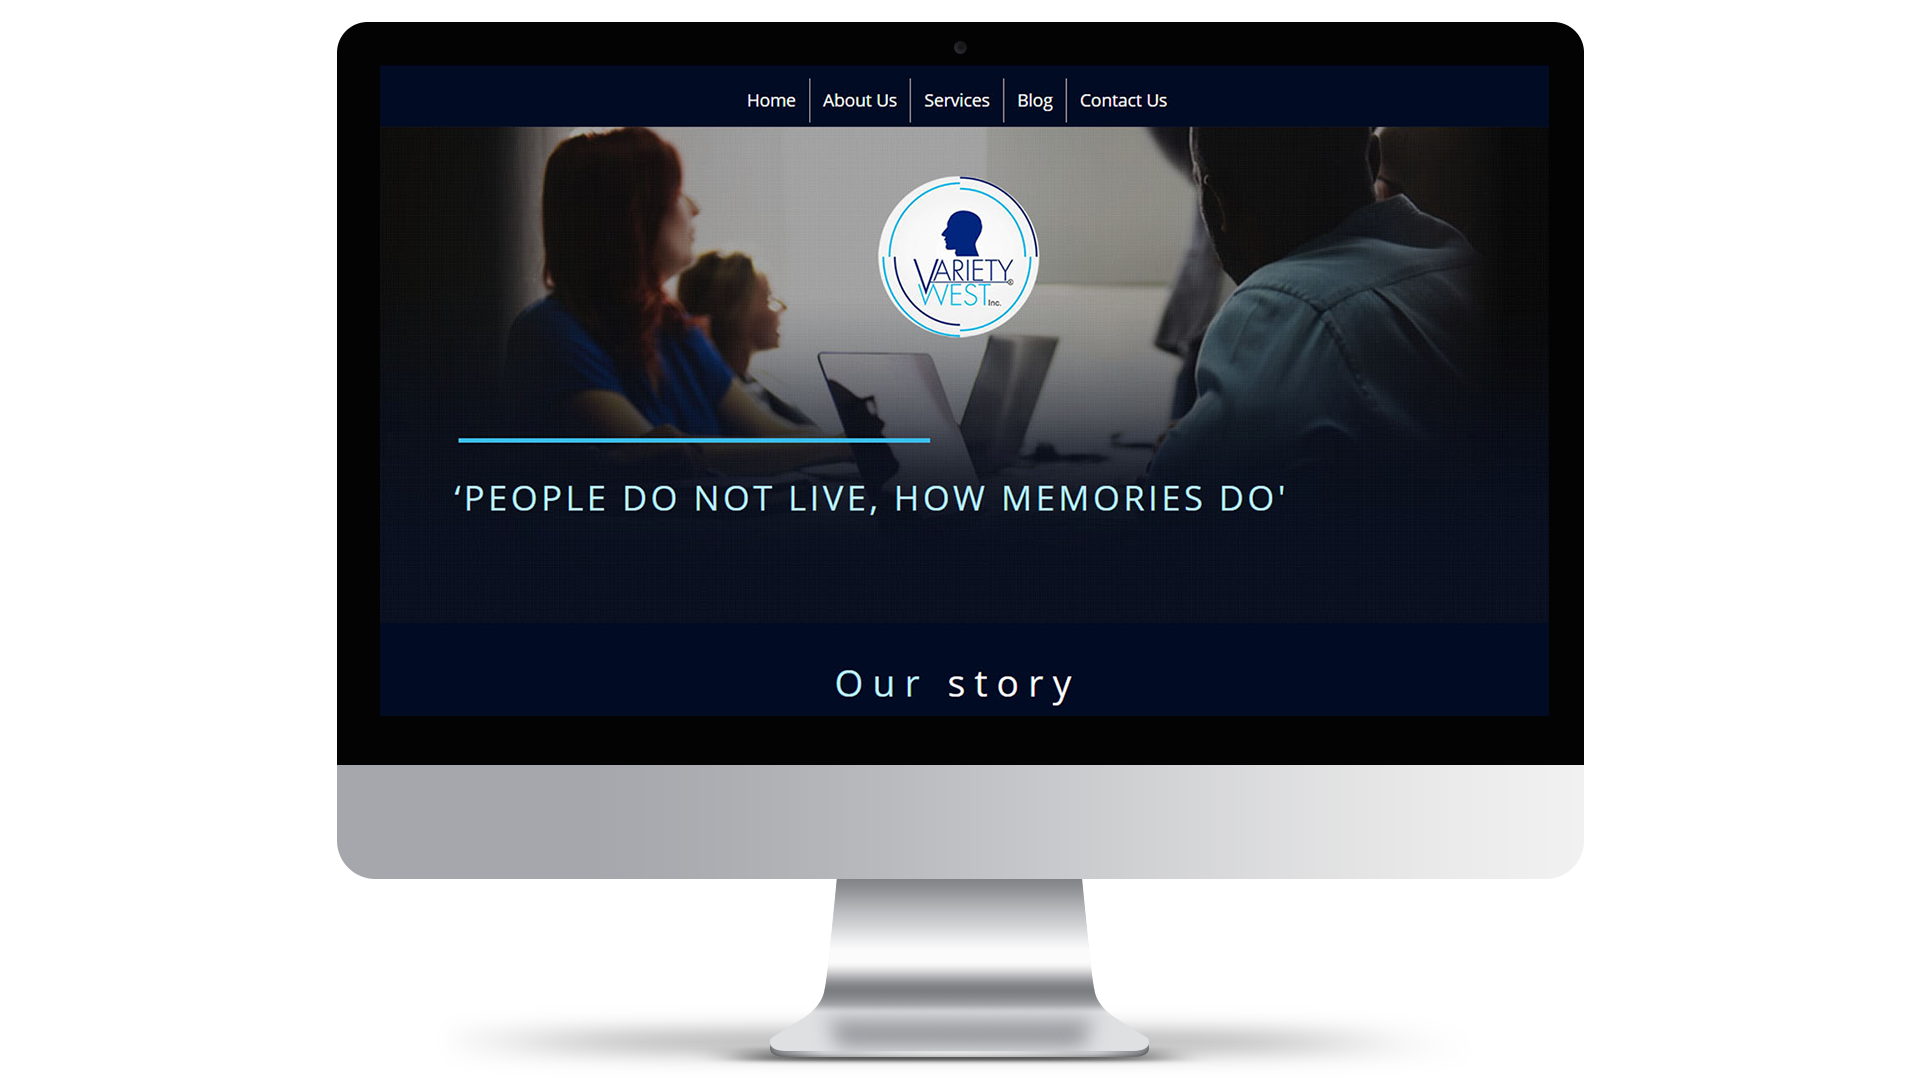 Home
About Us
Services
Blog
Contact Us
VARIETY®
WEST Inc.
‘PEOPLE DO NOT LIVE, HOW MEMORIES DO'
Our story